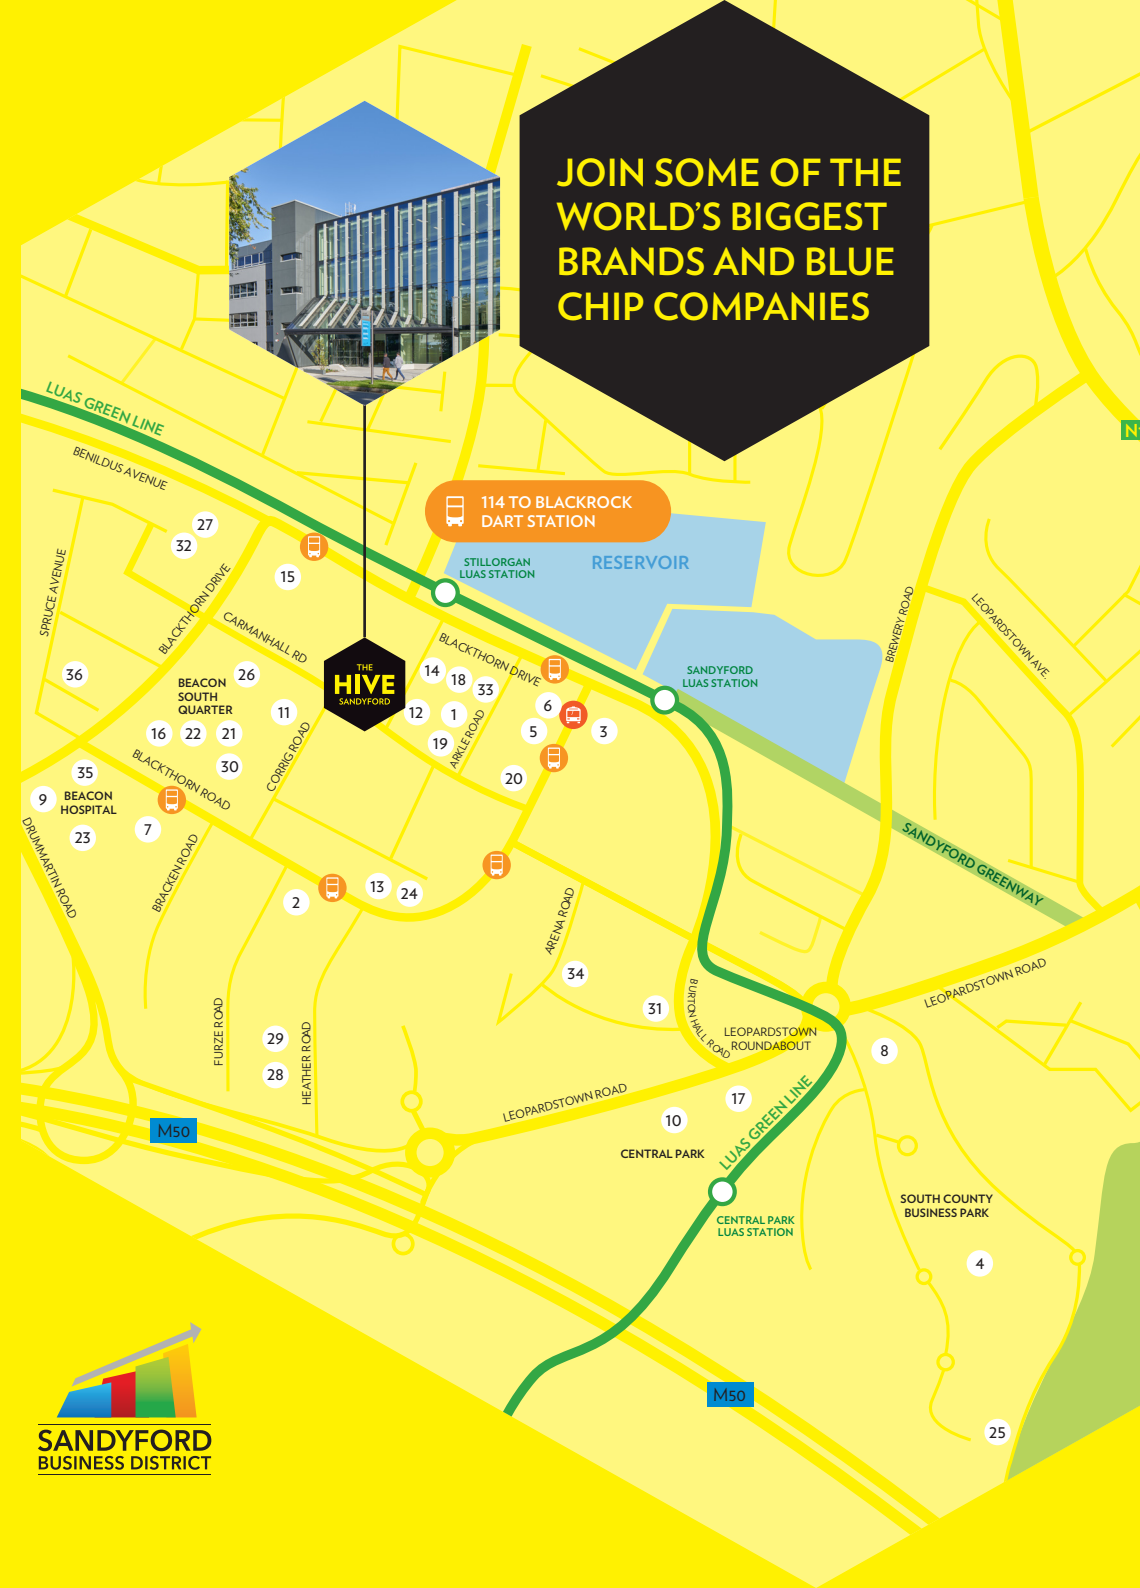 JOIN SOME OF THE
WORLD'S BIGGEST
BRANDS AND BLUE
CHIP COMPANIES
LUAS GREEN LINE
BENILDUS AVENUE
N
114 TO BLACKROCK
DART STATION
RESERVOIR
STILLORGAN
LUAS STATION
27
32
15
SPRUCE AVENUE
BLACKTHORN DRIVE
CARMANHALL RD
BLACKTHORN DRIVE
BREWERY ROAD
LEOPARDSTOWN AVE
SANDYFORD
LUAS STATION
THE
HIVE
SANDYFORD
36
26
BEACON
SOUTH
QUARTER
14
18
33
11
12
1
6
5
3
16
22
21
19
ARKLE ROAD
CORRIG ROAD
30
20
BLACKTHORN ROAD
35
9
BEACON
HOSPITAL
23
7
DRUMMARTIN ROAD
BRACKEN ROAD
SANDYFORD GREENWAY
2
13
24
ARENA ROAD
34
31
BURTON HALL ROAD
LEOPARDSTOWN ROAD
LEOPARDSTOWN
ROUNDABOUT
8
FURZE ROAD
29
28
HEATHER ROAD
LEOPARDSTOWN ROAD
17
10
LUAS GREEN LINE
M50
CENTRAL PARK
CENTRAL PARK
LUAS STATION
SOUTH COUNTY
BUSINESS PARK
4
M50
25
SANDYFORD
BUSINESS DISTRICT